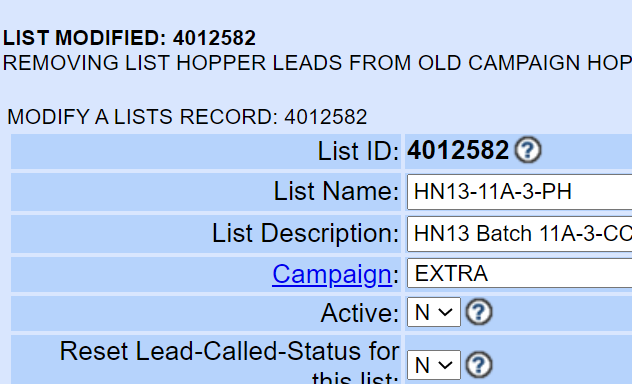 LIST MODIFIED: 4012582
REMOVING LIST HOPPER LEADS FROM OLD CAMPAIGN HOP
MODIFY A LISTS RECORD: 4012582
List ID: 4012582 ?
List Name: HN13-11A-3-PH
List Description: HN13 Batch 11A-3-CC
Campaign: EXTRA
Active: N ?
Reset Lead-Called-Status for
this list: N ?